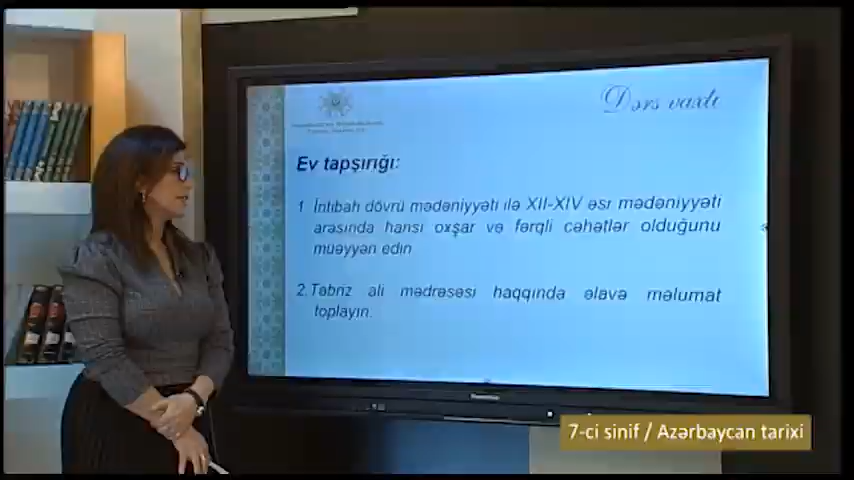 Dərs vaxtı
Ev tapşırığı:
1 İntibah dövrü mədəniyyəti ilə XII-XIV əsr mədəniyyəti
arasında hansı oxşar və fərqli cəhətlər olduğunu
müəyyən edin
2. Təbriz ali mədrəsəsi haqqında əlavə məlumat
toplayın.
7-ci sinif / Azərbaycan tarixi